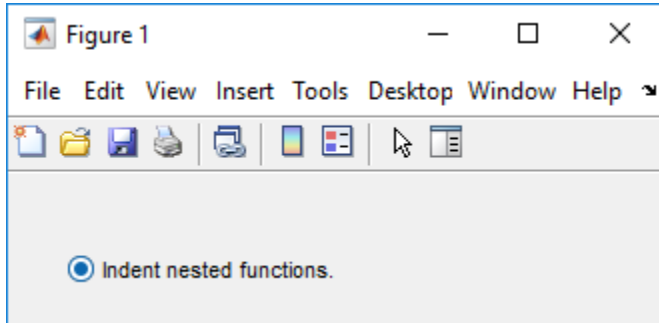 Figure 1
File Edit View Insert Tools Desktop Window Help
Indent nested functions.